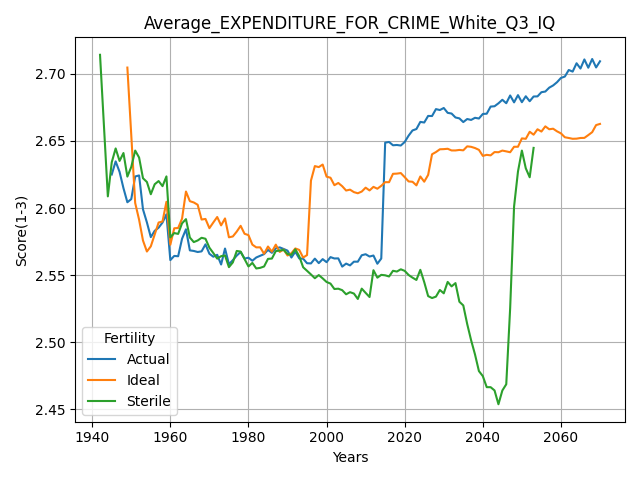 Average_EXPENDITURE_FOR_CRIME_White_Q3_IQ
Score(1-3)
2.70
2.65
2.60
2.55
2.50
2.45
Fertility
Actual
Ideal
Sterile
1940 1960 1980 2000 2020 2040 2060
Years